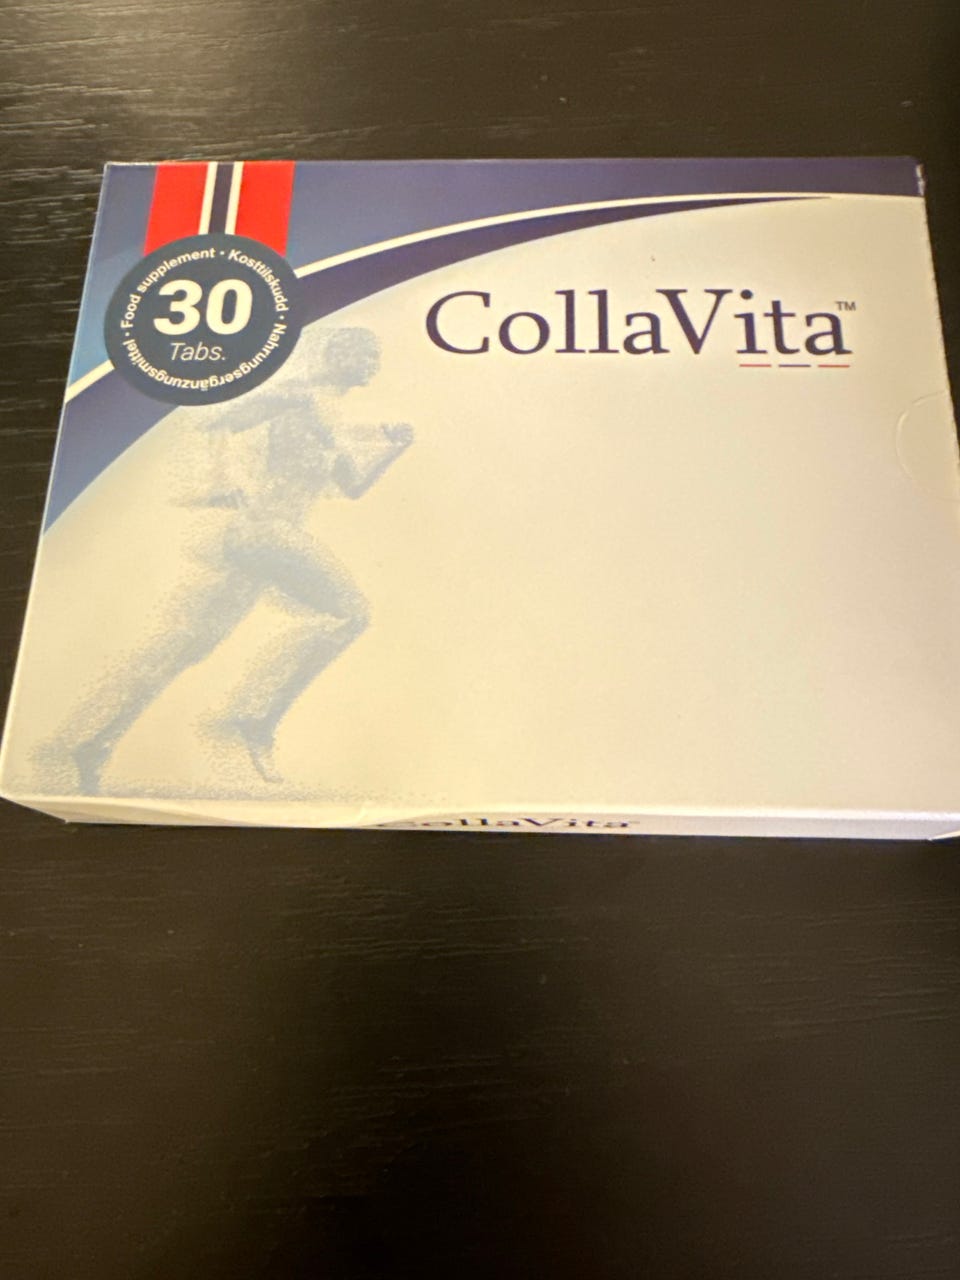 Food supplement • Kosttilskudd • Nahrungsergänzungsmittel •
30
Tabs.
CollaVita™
CollaVita